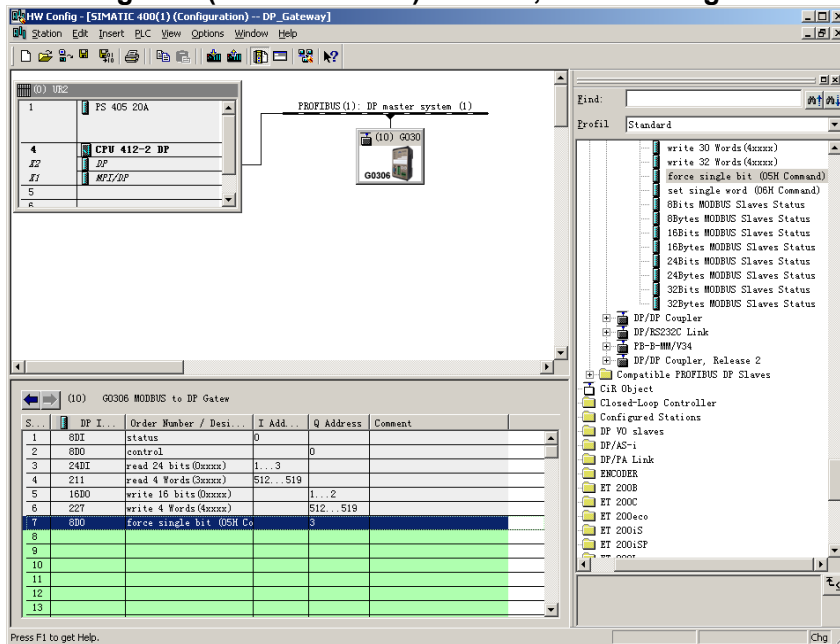 HW Config - [SIMATIC 400(1) (Configuration) -- DP_Gateway]
Station Edit Insert PLC View Options Window Help
(0) UR2
1 PS 405 20A
4 CPU 412-2 DP
X2 DP
X1 MPI/DP
5
6
PROFIBUS(1): DP master system (1)
(10) G030
G0306
Find:
Profil Standard
write 30 Words(4xxxx)
write 32 Words(4xxxx)
force single bit (05H Command)
set single word (06H Command)
8Bits MODBUS Slaves Status
8Bytes MODBUS Slaves Status
16Bits MODBUS Slaves Status
16Bytes MODBUS Slaves Status
24Bits MODBUS Slaves Status
24Bytes MODBUS Slaves Status
32Bits MODBUS Slaves Status
32Bytes MODBUS Slaves Status
DP/DP Coupler
DP/RS232C Link
PB-B-MM/V34
DP/DP Coupler, Release 2
Compatible PROFIBUS DP Slaves
CiR Object
Closed-Loop Controller
Configured Stations
DP V0 slaves
DP/AS-i
DP/PA Link
ENCODER
ET 200B
ET 200C
ET 200eco
ET 200iS
ET 200iSP
(10) G0306 MODBUS to DP Gatew
S... DP I... Order Number / Desi... I Add... Q Address Comment
1 8DI status 0
2 8DO control 0
3 24DI read 24 bits(0xxxx) 1...3
4 211 read 4 Words(3xxxx) 512...519
5 16DO write 16 bits(0xxxx) 1...2
6 227 write 4 Words(4xxxx) 512...519
7 8DO force single bit (05H Co 3
8
9
10
11
12
13
Press F1 to get Help.
Chg